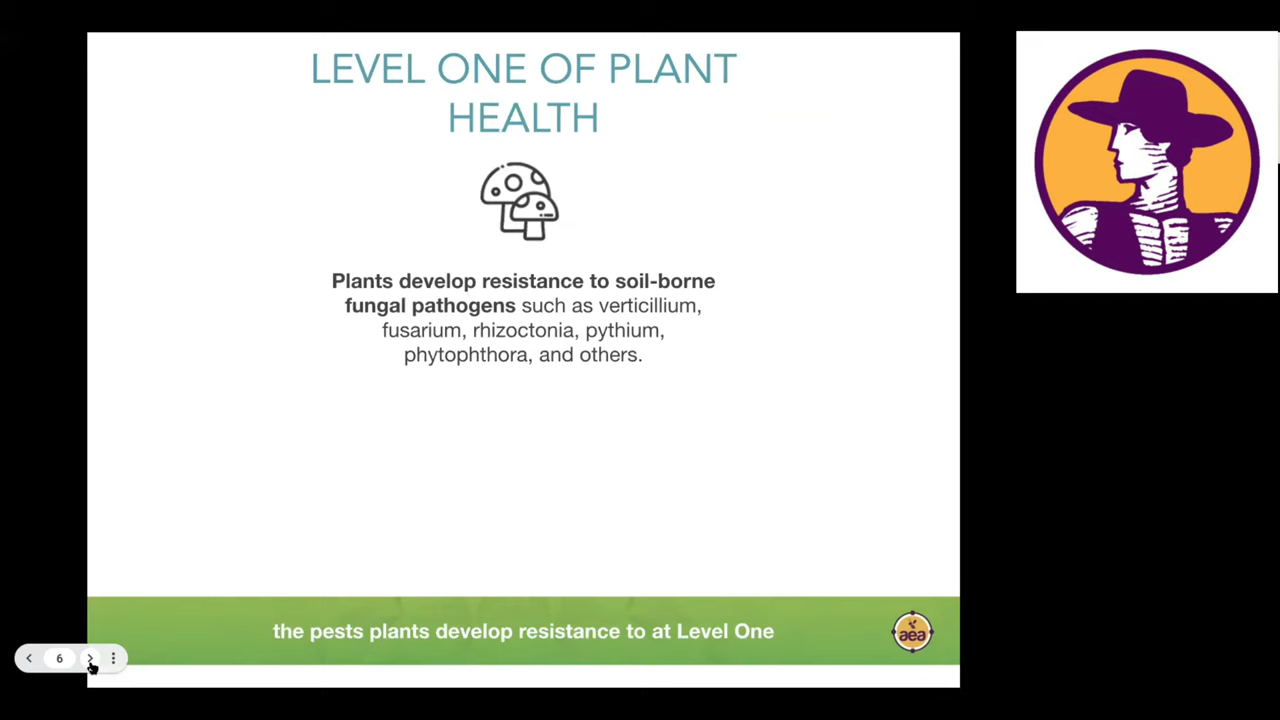 LEVEL ONE OF PLANT
HEALTH
Plants develop resistance to soil-borne
fungal pathogens such as verticillium,
fusarium, rhizoctonia, pythium,
phytophthora, and others.
the pests plants develop resistance to at Level One
aea
6